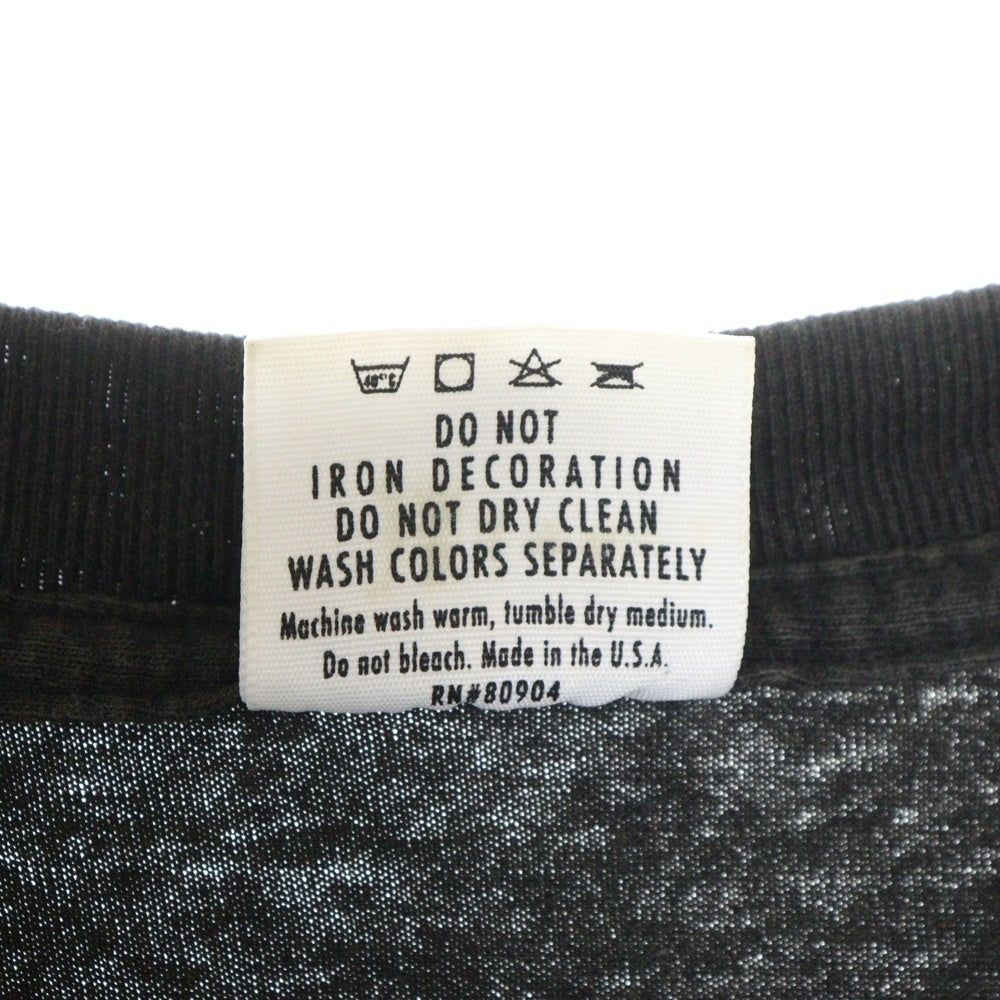 40°C
DO NOT
IRON DECORATION
DO NOT DRY CLEAN
WASH COLORS SEPARATELY
Machine wash warm, tumble dry medium.
Do not bleach. Made in the U.S.A.
RN#80904